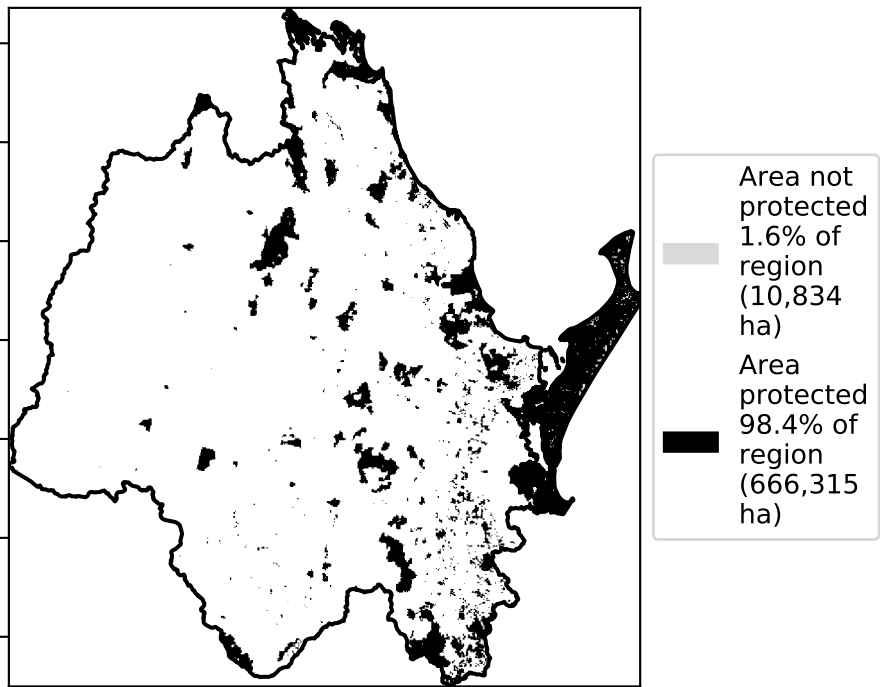 Area not
protected
1.6% of
region
(10,834
ha)
Area
protected
98.4% of
region
(666,315
ha)